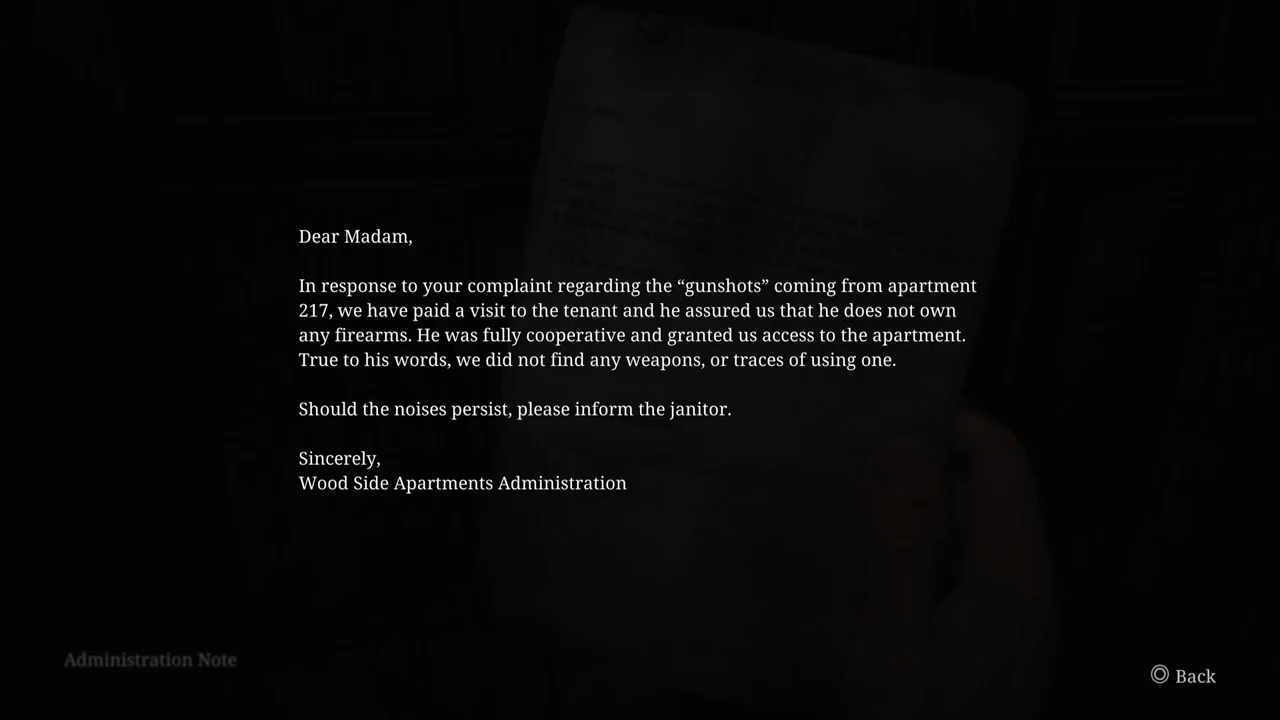 Dear Madam,
In response to your complaint regarding the “gunshots” coming from apartment
217, we have paid a visit to the tenant and he assured us that he does not own
any firearms. He was fully cooperative and granted us access to the apartment.
True to his words, we did not find any weapons, or traces of using one.
Should the noises persist, please inform the janitor.
Sincerely,
Wood Side Apartments Administration
Administration Note
Back